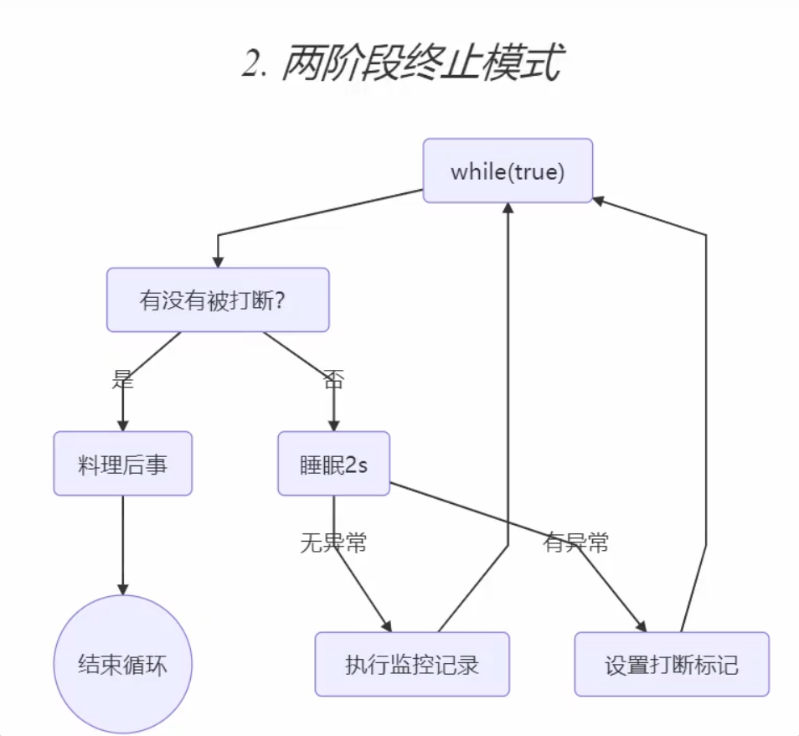 2. 两阶段终止模式
while(true)
有没有被打断?
是
否
料理后事
睡眠2s
无异常
有异常
结束循环
执行监控记录
设置打断标记